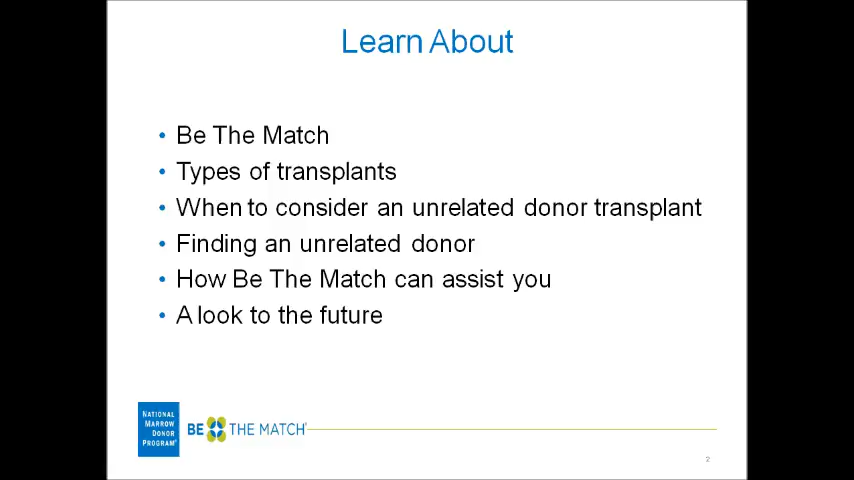 Learn About
• Be The Match
• Types of transplants
• When to consider an unrelated donor transplant
• Finding an unrelated donor
• How Be The Match can assist you
• A look to the future
NATIONAL
MARROW
DONOR
PROGRAM®
BE THE MATCH®
2